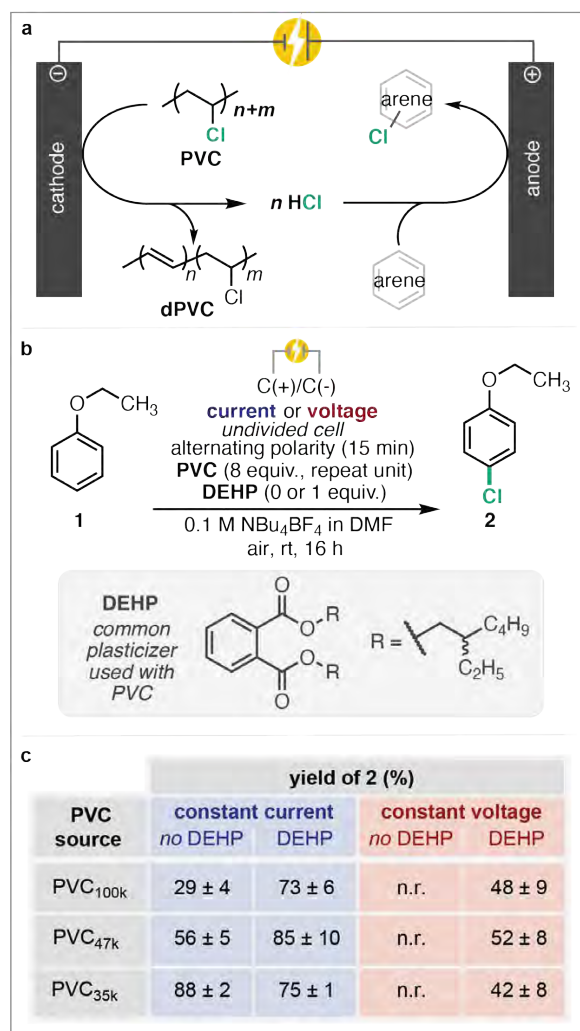 a
⊖
⊕
cathode
anode
n+m
Cl
PVC
arene
Cl
n HCl
n
m
Cl
dPVC
arene
b
C(+)/C(-)
current or voltage
undivided cell
alternating polarity (15 min)
PVC (8 equiv., repeat unit)
DEHP (0 or 1 equiv.)
0.1 M NBu4BF4 in DMF
air, rt, 16 h
O
CH3
1
O
CH3
Cl
2
DEHP
common
plasticizer
used with
PVC
O
O
R
O
R
O
R =
C4H9
C2H5
c
yield of 2 (%)
PVC
source
constant current
constant voltage
no DEHP
DEHP
no DEHP
DEHP
PVC100k 29 ± 4 73 ± 6 n.r. 48 ± 9
PVC47k 56 ± 5 85 ± 10 n.r. 52 ± 8
PVC35k 88 ± 2 75 ± 1 n.r. 42 ± 8